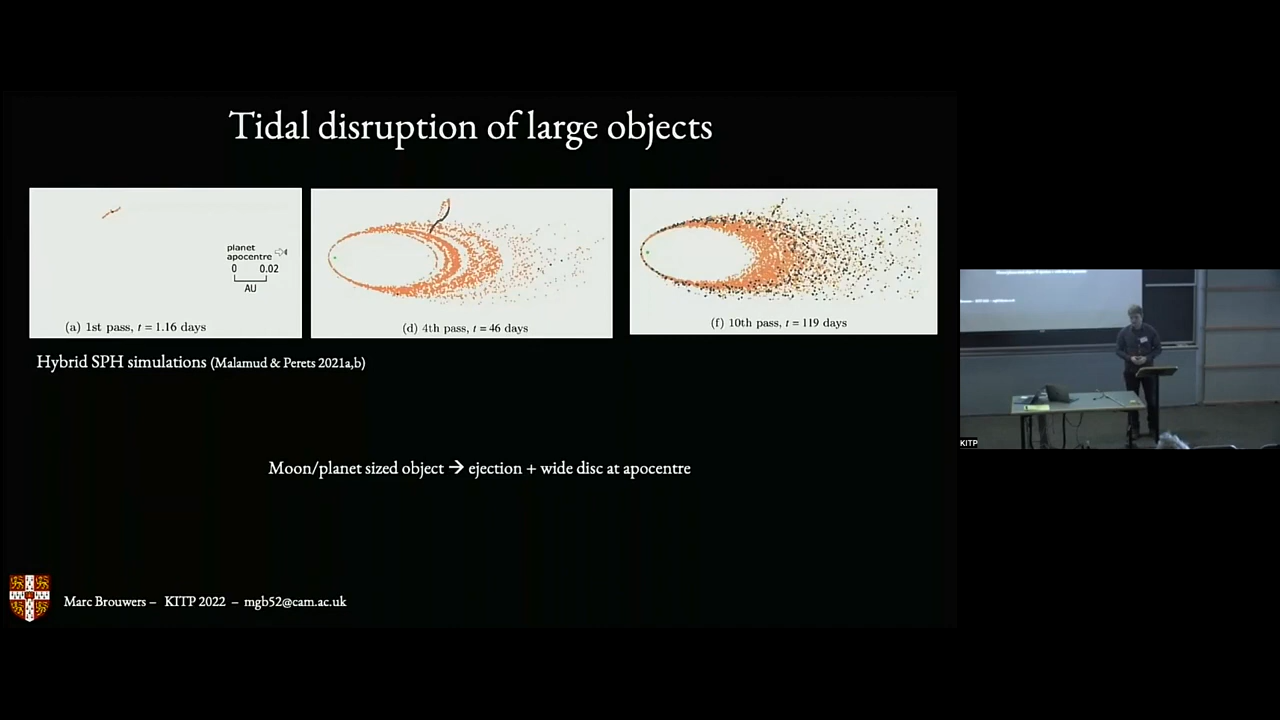 Tidal disruption of large objects
planet
apocentre
0 0.02
AU
(a) 1st pass, t = 1.16 days
(d) 4th pass, t = 46 days
(f) 10th pass, t = 119 days
Hybrid SPH simulations (Malamud & Perets 2021a,b)
Moon/planet sized object → ejection + wide disc at apocentre
Marc Brouwers – KITP 2022 – mgb52@cam.ac.uk
KITP